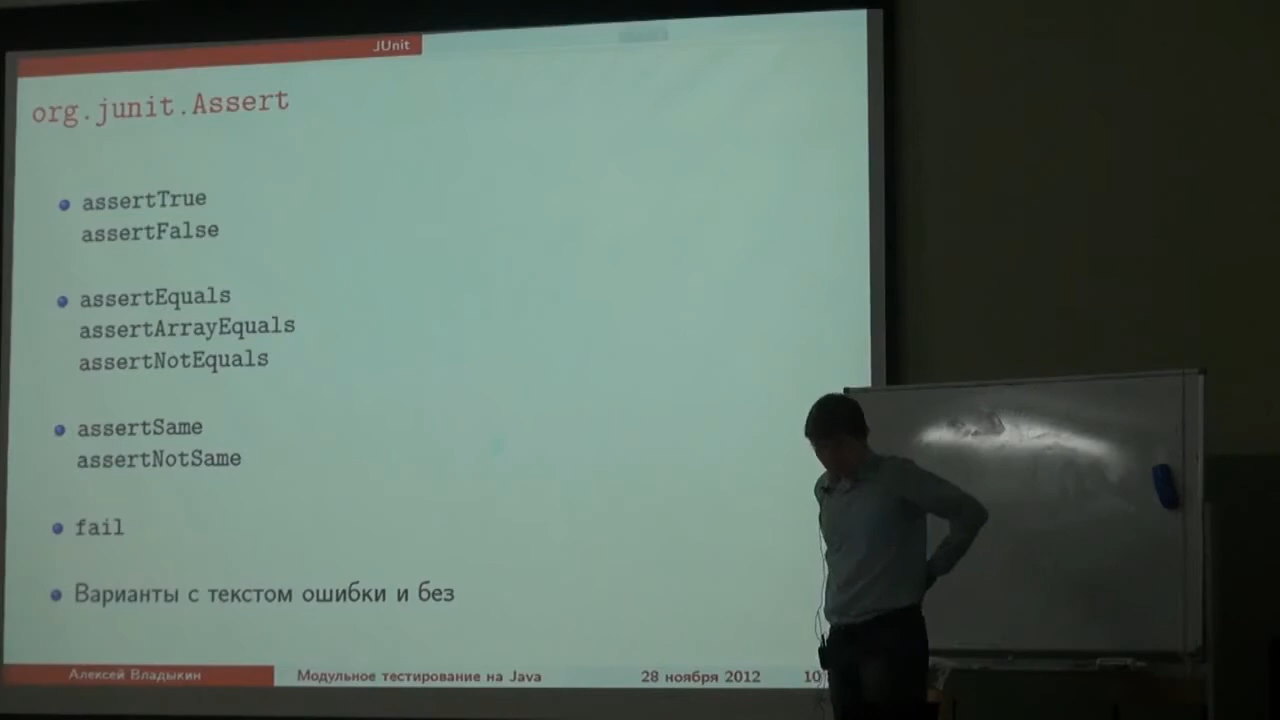 JUnit
org.junit.Assert
assertTrue
assertFalse
assertEquals
assertArrayEquals
assertNotEquals
assertSame
assertNotSame
fail
Варианты с текстом ошибки и без
Алексей Владыкин
Модульное тестирование на Java
28 ноября 2012
10